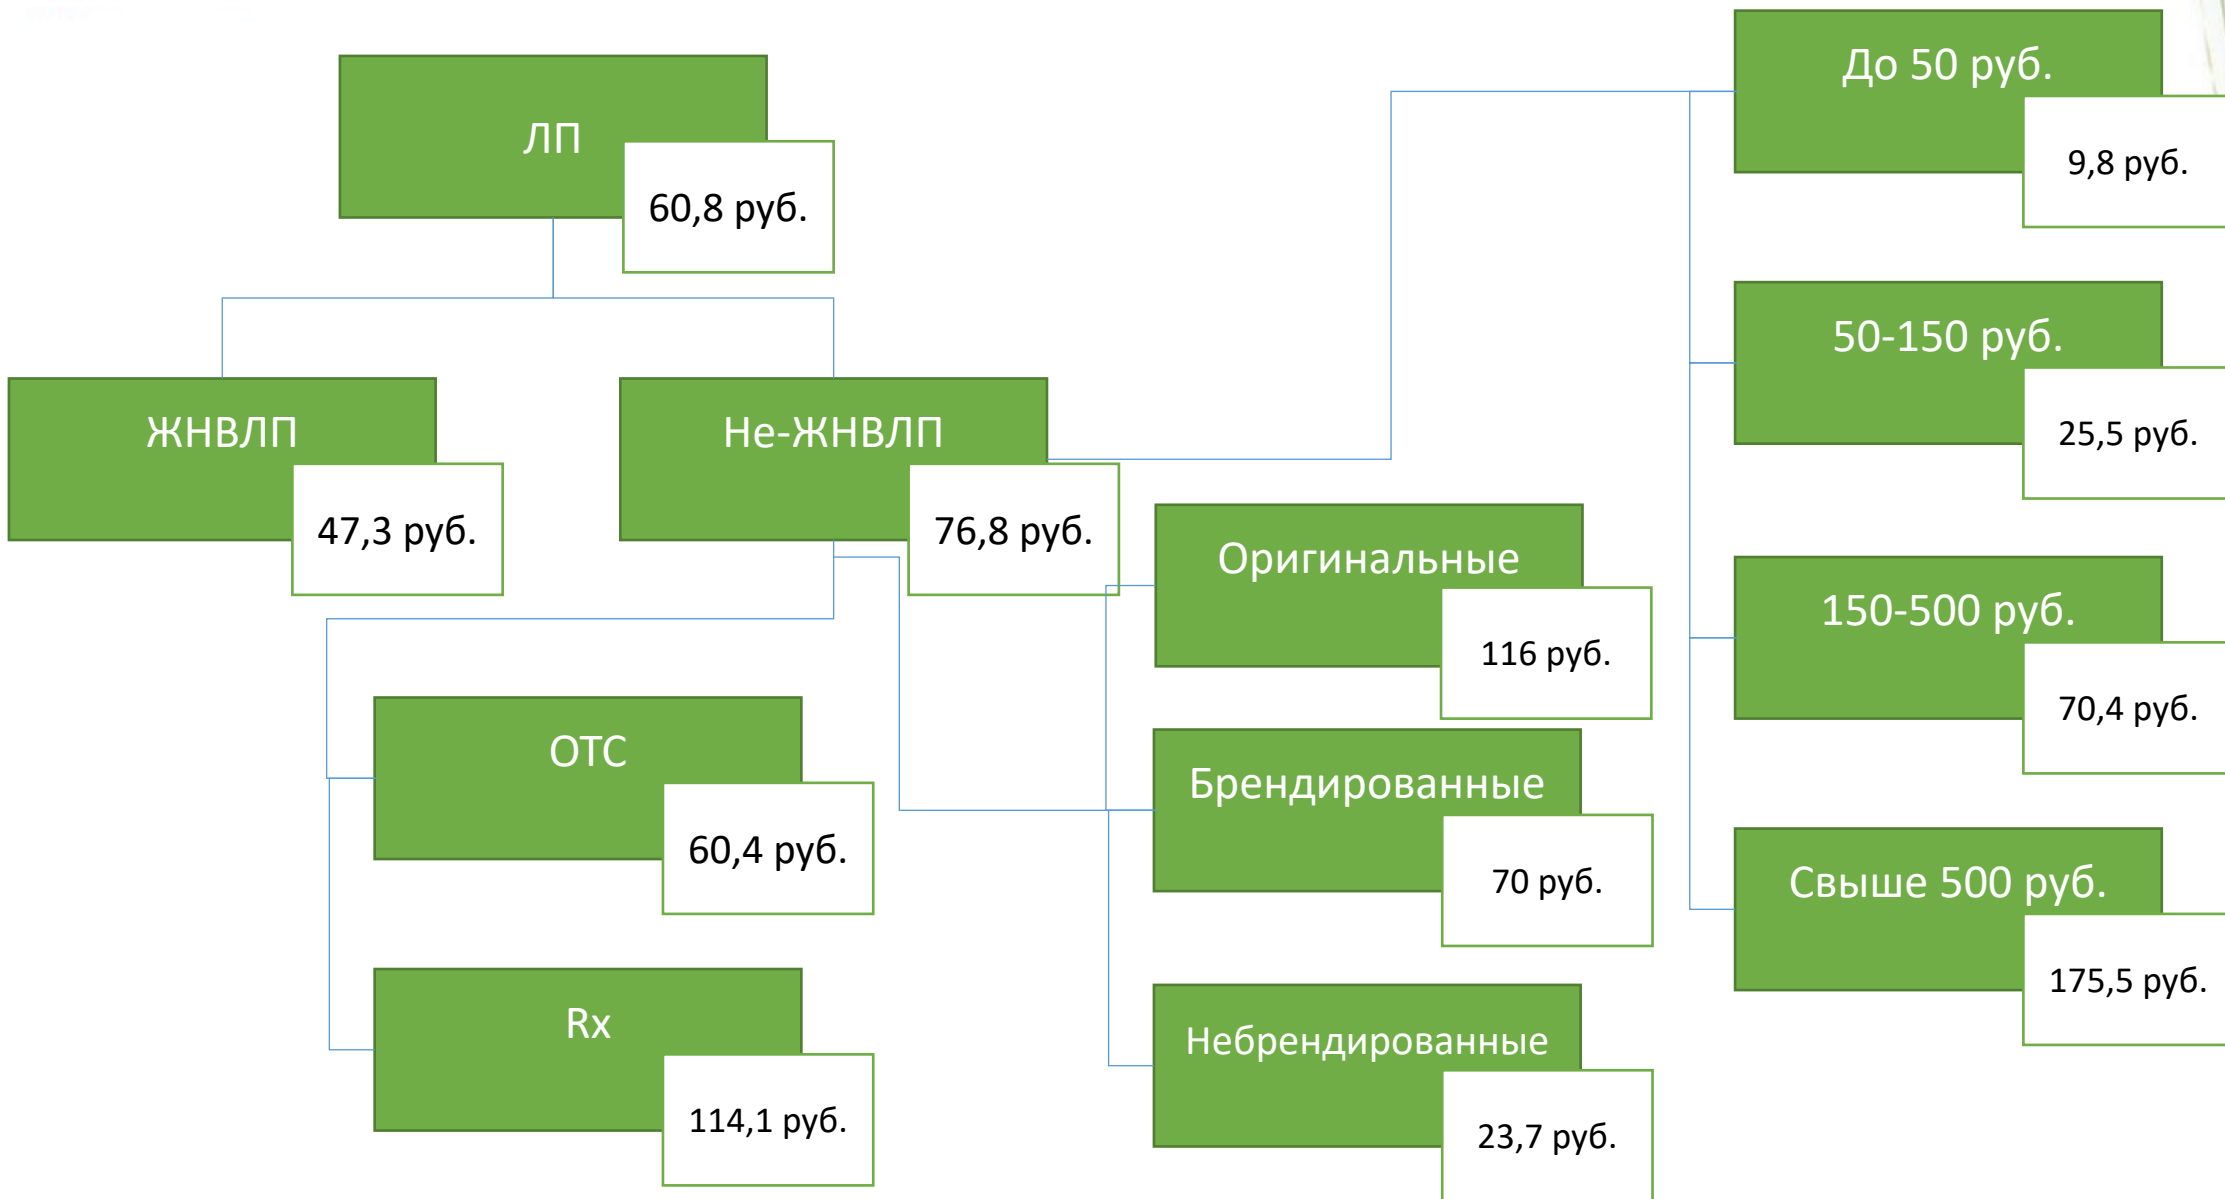 ЛП
60,8 руб.
ЖНВЛП
47,3 руб.
Не-ЖНВЛП
76,8 руб.
ОТС
60,4 руб.
Rx
114,1 руб.
Оригинальные
116 руб.
Брендированные
70 руб.
Небрендированные
23,7 руб.
До 50 руб.
9,8 руб.
50-150 руб.
25,5 руб.
150-500 руб.
70,4 руб.
Свыше 500 руб.
175,5 руб.